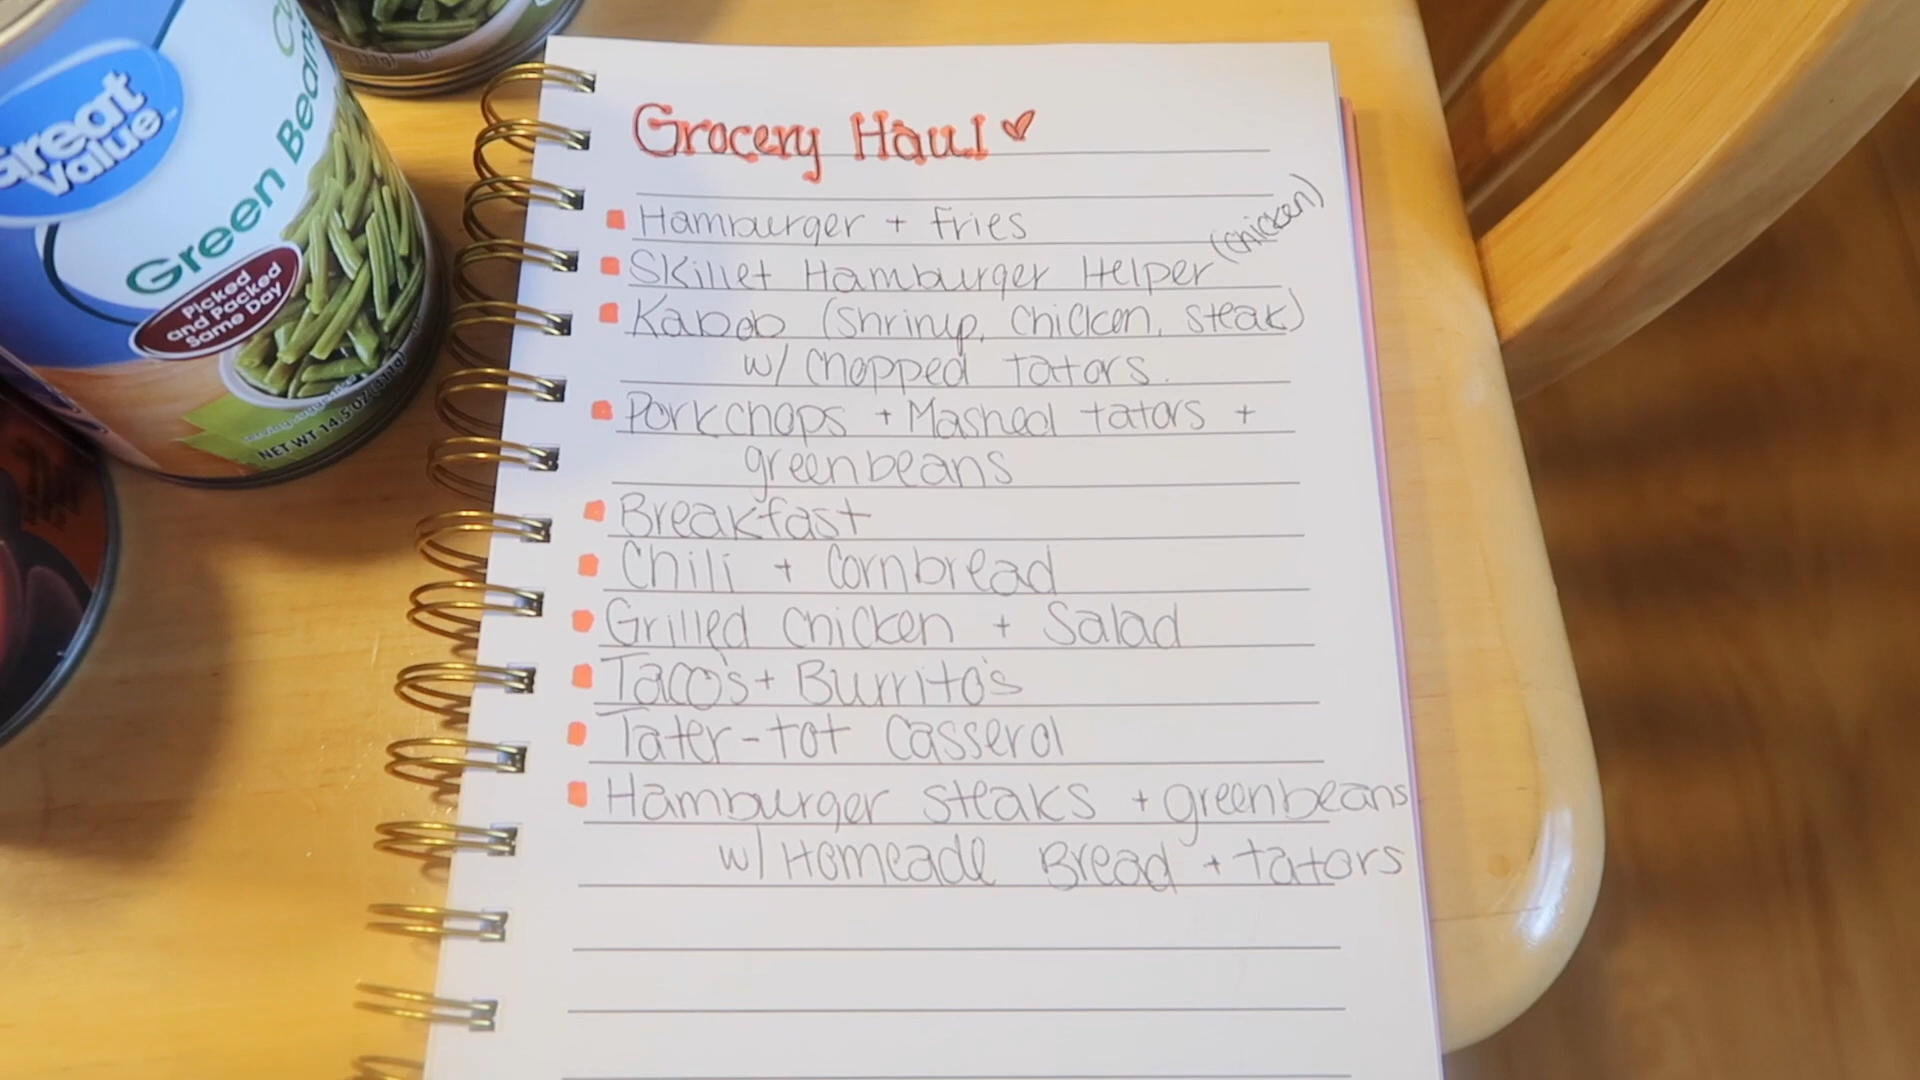 Great
Value
Green Bean
Picked
and Packed
Same Day
NET WT 14.5 OZ (411g)
Grocery Haul
Hamburger + fries
Skillet Hamburger Helper (chicken)
Kabob (shrimp, chicken, steak)
w/ chopped tators.
Porkchops + Mashed tators +
greenbeans
Breakfast
Chili + Cornbread
Grilled chicken + Salad
Taco's + Burrito's
Tater-tot Casserol
Hamburger steaks + greenbeans
w/ Homeade Bread + tators